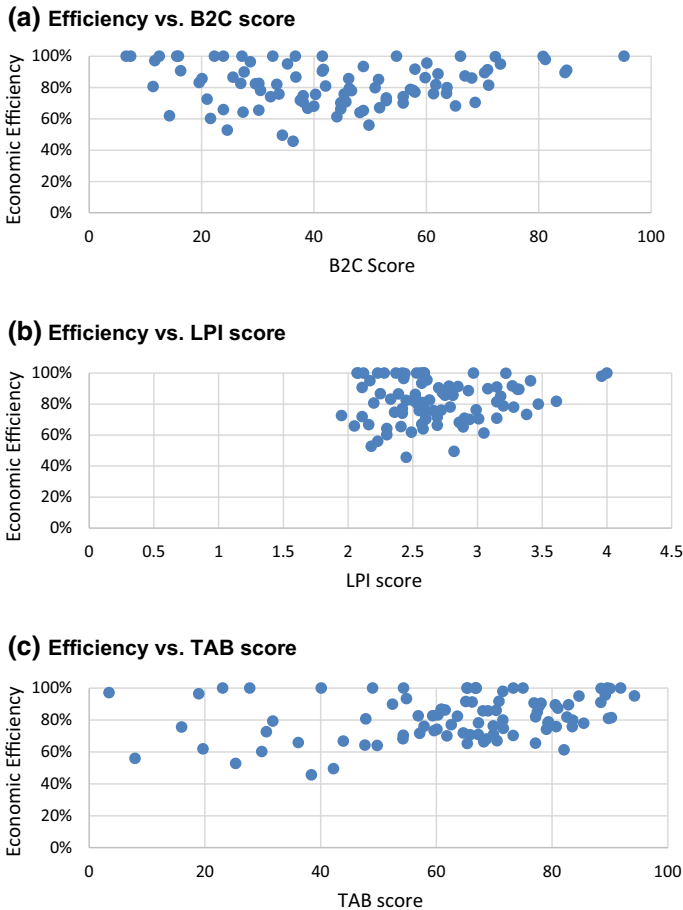 (a) Efficiency vs. B2C score
Economic Efficiency
100%
80%
60%
40%
20%
0%
0 20 40 60 80 100
B2C Score
(b) Efficiency vs. LPI score
Economic Efficiency
100%
80%
60%
40%
20%
0%
0 0.5 1 1.5 2 2.5 3 3.5 4 4.5
LPI score
(c) Efficiency vs. TAB score
Economic Efficiency
100%
80%
60%
40%
20%
0%
0 20 40 60 80 100
TAB score